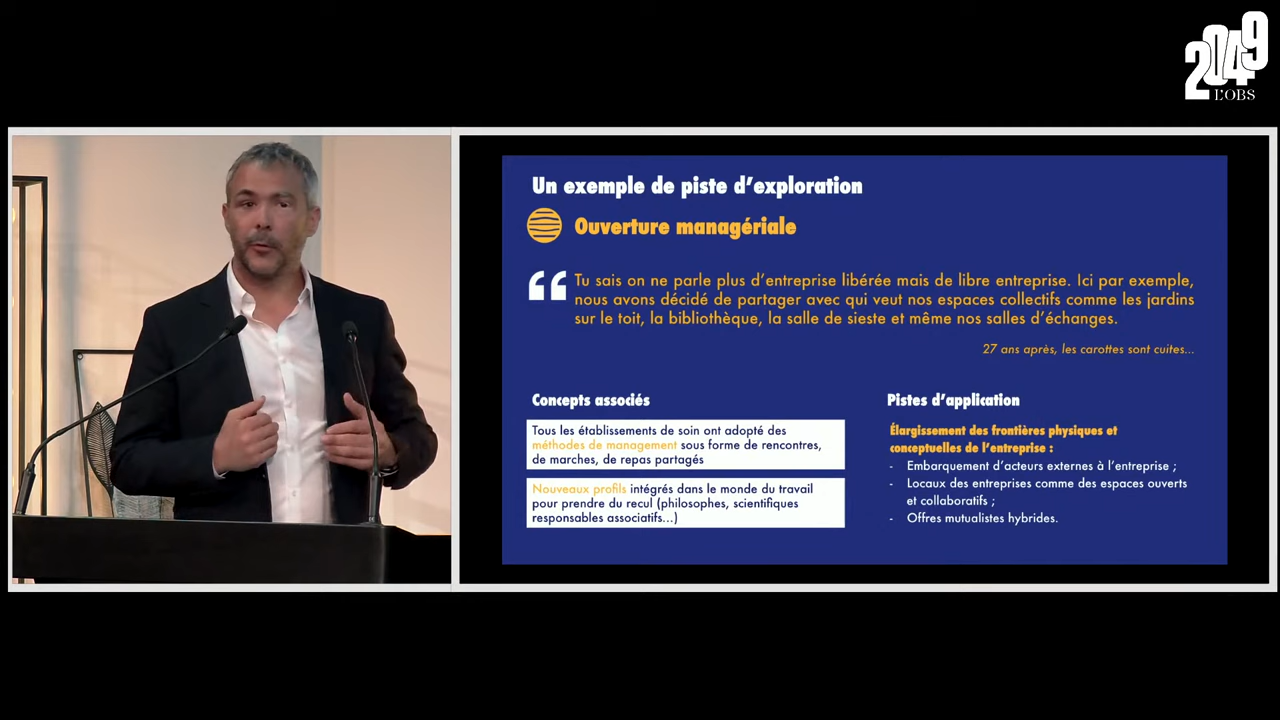 2049
L'OBS
Un exemple de piste d'exploration
Ouverture managériale
“ Tu sais on ne parle plus d'entreprise libérée mais de libre entreprise. Ici par exemple,
nous avons décidé de partager avec qui veut nos espaces collectifs comme les jardins
sur le toit, la bibliothèque, la salle de sieste et même nos salles d'échanges.
27 ans après, les carottes sont cuites...
Concepts associés
Tous les établissements de soin ont adopté des
méthodes de management sous forme de rencontres,
de marches, de repas partagés
Nouveaux profils intégrés dans le monde du travail
pour prendre du recul (philosophes, scientifiques
responsables associatifs...)
Pistes d'application
Élargissement des frontières physiques et
conceptuelles de l'entreprise :
- Embarquement d'acteurs externes à l'entreprise ;
- Locaux des entreprises comme des espaces ouverts
et collaboratifs ;
- Offres mutualistes hybrides.